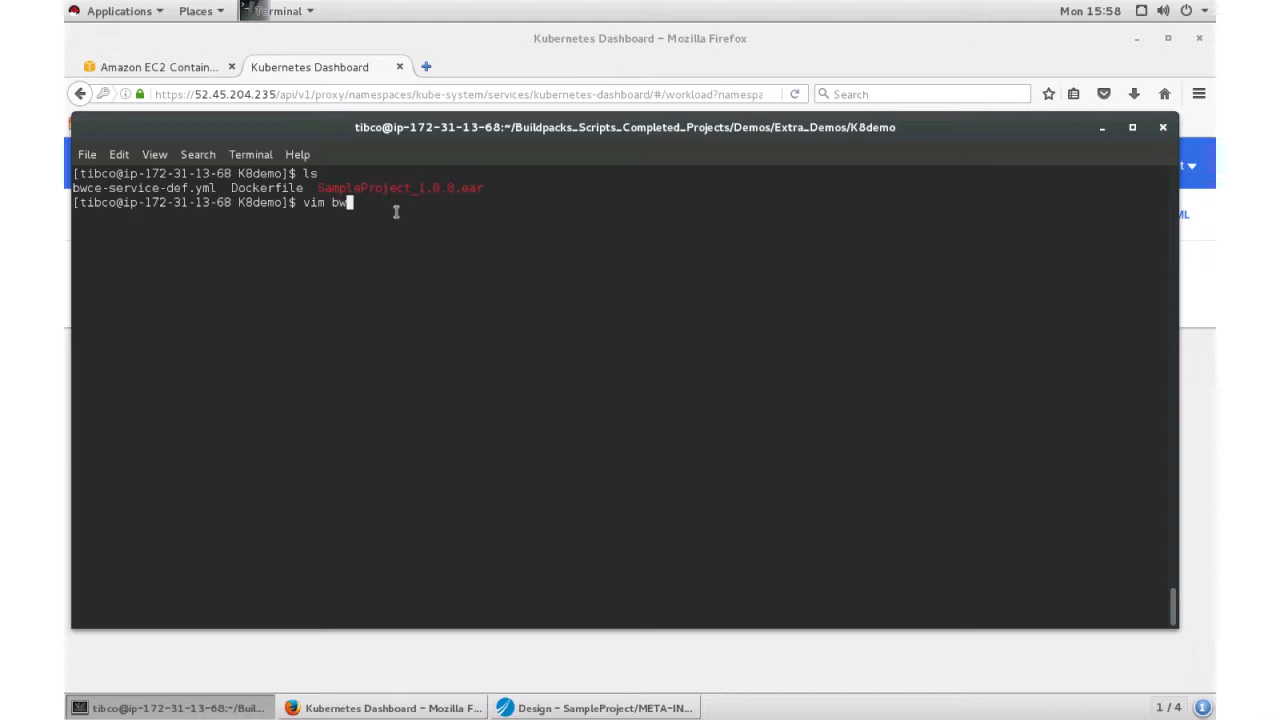 Applications Places Terminal Mon 15:58
Kubernetes Dashboard - Mozilla Firefox
Amazon EC2 Contain... Kubernetes Dashboard
https://52.45.204.235/api/v1/proxy/namespaces/kube-system/services/kubernetes-dashboard/#/workload?namespa Search
tibco@ip-172-31-13-68:~/Buildpacks_Scripts_Completed_Projects/Demos/Extra_Demos/K8demo
File Edit View Search Terminal Help
[tibco@ip-172-31-13-68 K8demo]$ ls
bwce-service-def.yml Dockerfile SampleProject_1.0.0.ear
[tibco@ip-172-31-13-68 K8demo]$ vim bw
t
ML
tibco@ip-172-31-13-68:~/Buil... Kubernetes Dashboard - Mozilla F... Design - SampleProject/META-IN... 1 / 4 1